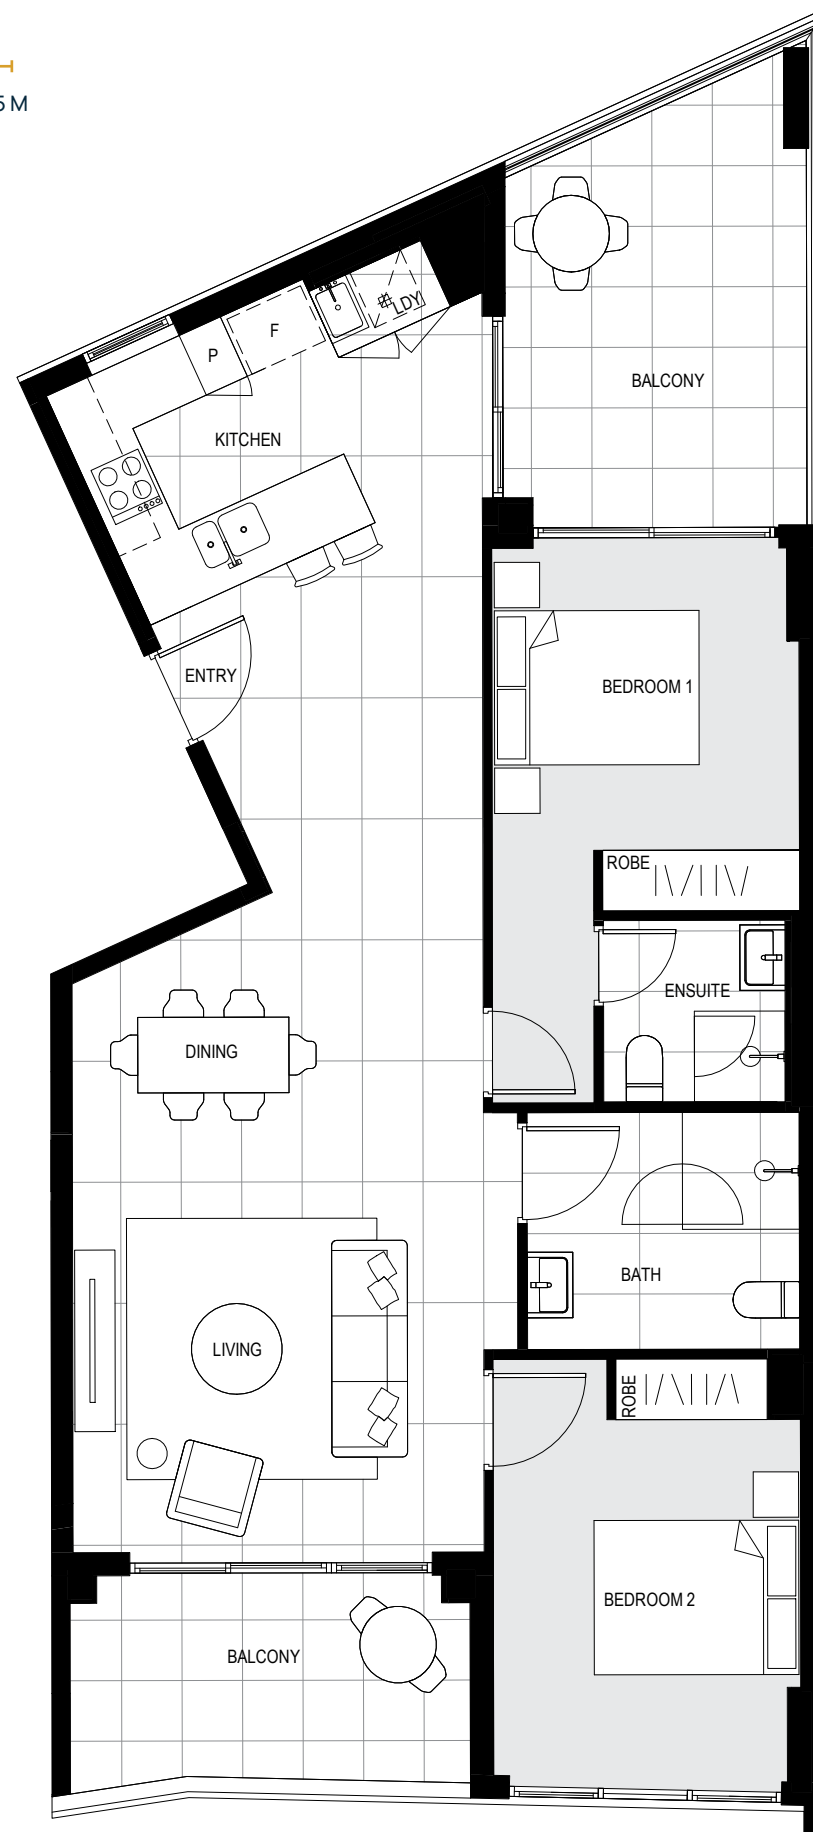 5 M
LDY
F
P
BALCONY
KITCHEN
ENTRY
BEDROOM 1
ROBE
ENSUITE
DINING
BATH
LIVING
ROBE
BEDROOM 2
BALCONY